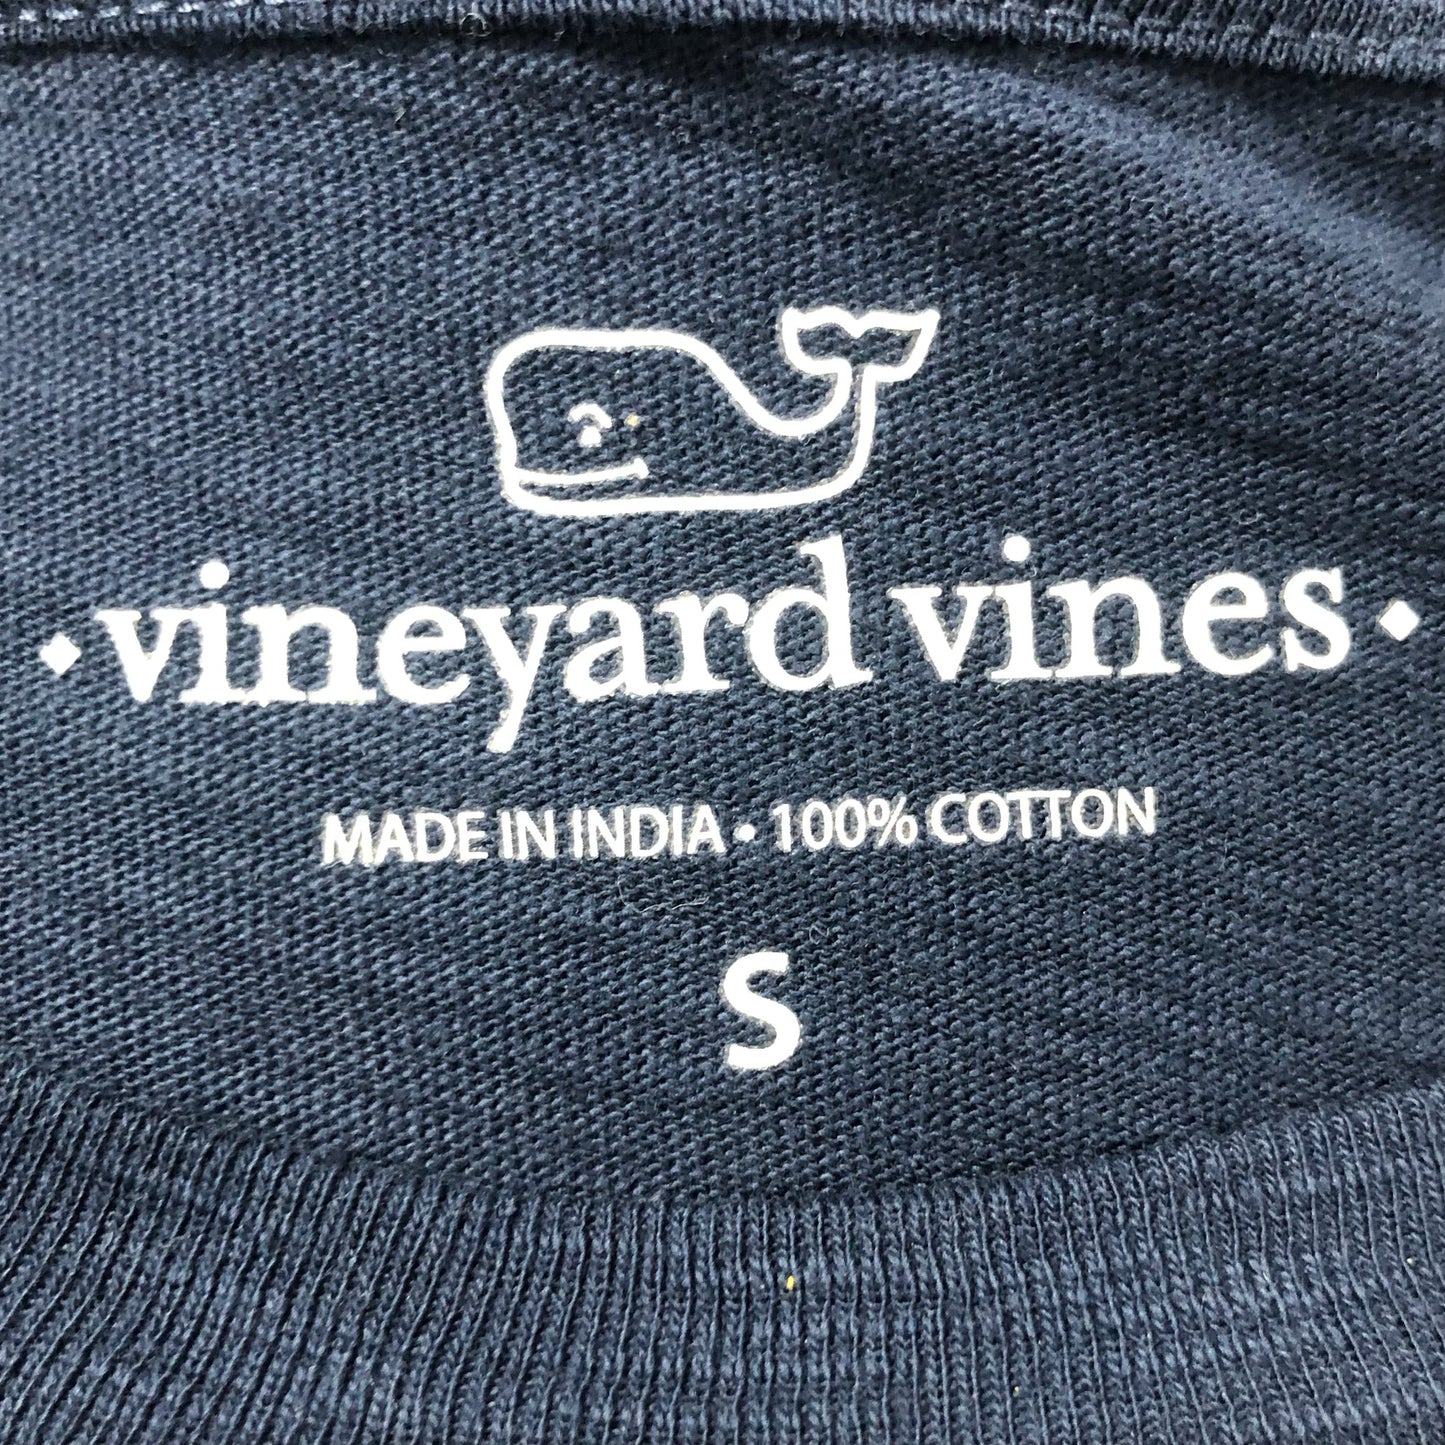 • vineyard vines •
MADE IN INDIA • 100% COTTON
S